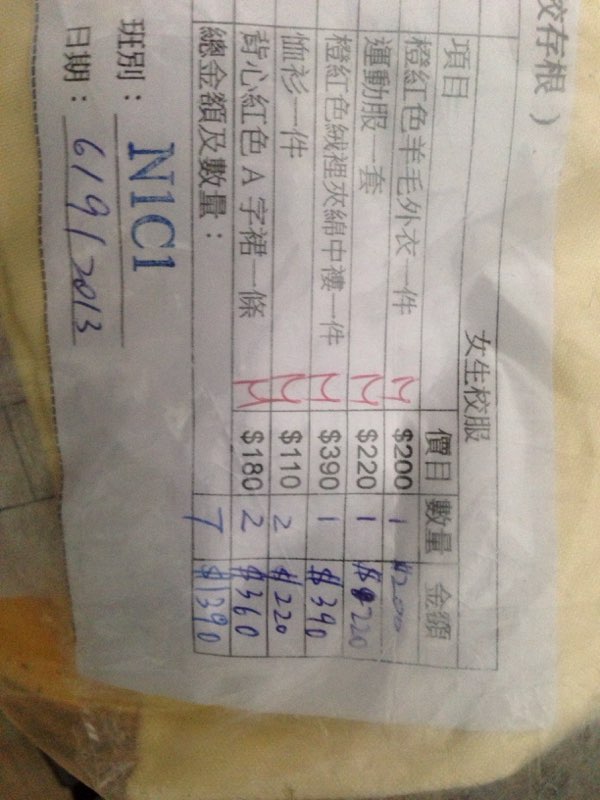 校存根）
女生校服
項目 價目 數量 金額
橙紅色羊毛外衣一件 M $200 1 $200
運動服一套 M $220 1 $220
橙紅色絨裡夾綿中褸一件 M $390 1 $390
恤衫一件 M $110 2 $220
背心紅色A字裙一條 M $180 2 $360
總金額及數量： 7 $1390
班別： N1C1
日期： 6/9/2013